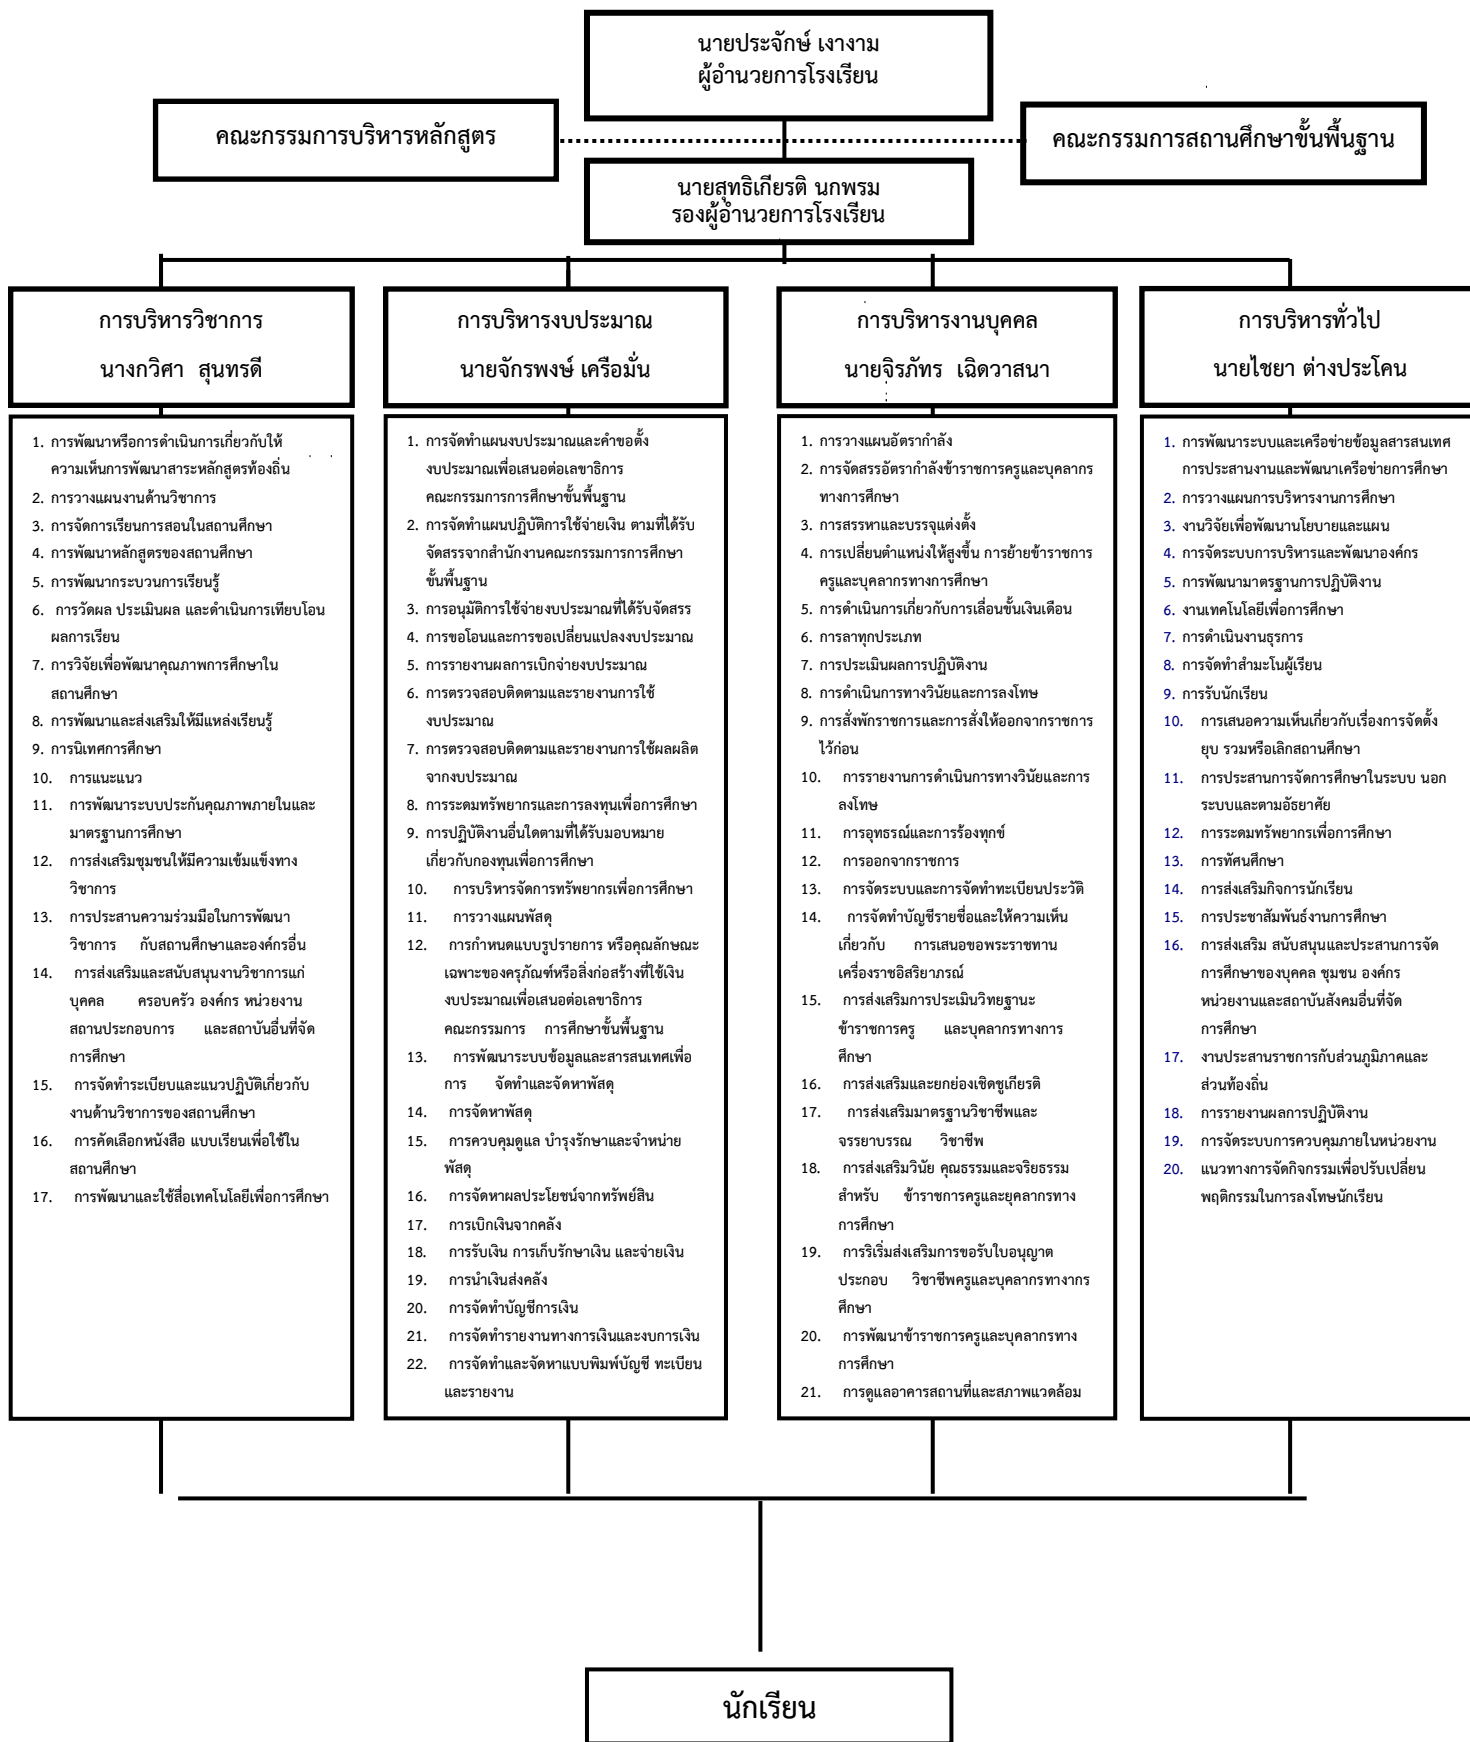 นายประจักษ์ เงางาม
ผู้อำนวยการโรงเรียน
คณะกรรมการบริหารหลักสูตร
คณะกรรมการสถานศึกษาขั้นพื้นฐาน
นายสุทธิเกียรติ นกพรม
รองผู้อำนวยการโรงเรียน
การบริหารวิชาการ
นางกวิศา สุนทรดี
1. การพัฒนาหรือการดำเนินการเกี่ยวกับให้
ความเห็นการพัฒนาสาระหลักสูตรท้องถิ่น
2. การวางแผนงานด้านวิชาการ
3. การจัดการเรียนการสอนในสถานศึกษา
4. การพัฒนาหลักสูตรของสถานศึกษา
5. การพัฒนากระบวนการเรียนรู้
6. การวัดผล ประเมินผล และดำเนินการเทียบโอน
ผลการเรียน
7. การวิจัยเพื่อพัฒนาคุณภาพการศึกษาใน
สถานศึกษา
8. การพัฒนาและส่งเสริมให้มีแหล่งเรียนรู้
9. การนิเทศการศึกษา
10. การแนะแนว
11. การพัฒนาระบบประกันคุณภาพภายในและ
มาตรฐานการศึกษา
12. การส่งเสริมชุมชนให้มีความเข้มแข็งทาง
วิชาการ
13. การประสานความร่วมมือในการพัฒนา
วิชาการ กับสถานศึกษาและองค์กรอื่น
14. การส่งเสริมและสนับสนุนงานวิชาการแก่
บุคคล ครอบครัว องค์กร หน่วยงาน
สถานประกอบการ และสถาบันอื่นที่จัด
การศึกษา
15. การจัดทำระเบียบและแนวปฏิบัติเกี่ยวกับ
งานด้านวิชาการของสถานศึกษา
16. การคัดเลือกหนังสือ แบบเรียนเพื่อใช้ใน
สถานศึกษา
17. การพัฒนาและใช้สื่อเทคโนโลยีเพื่อการศึกษา
การบริหารงบประมาณ
นายจักรพงษ์ เครือมั่น
1. การจัดทำแผนงบประมาณและคำขอตั้ง
งบประมาณเพื่อเสนอต่อเลขาธิการ
คณะกรรมการการศึกษาขั้นพื้นฐาน
2. การจัดทำแผนปฏิบัติการใช้จ่ายเงิน ตามที่ได้รับ
จัดสรรจากสำนักงานคณะกรรมการการศึกษา
ขั้นพื้นฐาน
3. การอนุมัติการใช้จ่ายงบประมาณที่ได้รับจัดสรร
4. การขอโอนและการขอเปลี่ยนแปลงงบประมาณ
5. การรายงานผลการเบิกจ่ายงบประมาณ
6. การตรวจสอบติดตามและรายงานการใช้
งบประมาณ
7. การตรวจสอบติดตามและรายงานการใช้ผลผลิต
จากงบประมาณ
8. การระดมทรัพยากรและการลงทุนเพื่อการศึกษา
9. การปฏิบัติงานอื่นใดตามที่ได้รับมอบหมาย
เกี่ยวกับกองทุนเพื่อการศึกษา
10. การบริหารจัดการทรัพยากรเพื่อการศึกษา
11. การวางแผนพัสดุ
12. การกำหนดแบบรูปรายการ หรือคุณลักษณะ
เฉพาะของครุภัณฑ์หรือสิ่งก่อสร้างที่ใช้เงิน
งบประมาณเพื่อเสนอต่อเลขาธิการ
คณะกรรมการ การศึกษาขั้นพื้นฐาน
13. การพัฒนาระบบข้อมูลและสารสนเทศเพื่อ
การ จัดทำและจัดหาพัสดุ
14. การจัดหาพัสดุ
15. การควบคุมดูแล บำรุงรักษาและจำหน่าย
พัสดุ
16. การจัดหาผลประโยชน์จากทรัพย์สิน
17. การเบิกเงินจากคลัง
18. การรับเงิน การเก็บรักษาเงิน และจ่ายเงิน
19. การนำเงินส่งคลัง
20. การจัดทำบัญชีการเงิน
21. การจัดทำรายงานทางการเงินและงบการเงิน
22. การจัดทำและจัดหาแบบพิมพ์บัญชี ทะเบียน
และรายงาน
การบริหารงานบุคคล
นายจิรภัทร เฉิดวาสนา
1. การวางแผนอัตรากำลัง
2. การจัดสรรอัตรากำลังข้าราชการครูและบุคลากร
ทางการศึกษา
3. การสรรหาและบรรจุแต่งตั้ง
4. การเปลี่ยนตำแหน่งให้สูงขึ้น การย้ายข้าราชการ
ครูและบุคลากรทางการศึกษา
5. การดำเนินการเกี่ยวกับการเลื่อนขั้นเงินเดือน
6. การลาทุกประเภท
7. การประเมินผลการปฏิบัติงาน
8. การดำเนินการทางวินัยและการลงโทษ
9. การสั่งพักราชการและการสั่งให้ออกจากราชการ
ไว้ก่อน
10. การรายงานการดำเนินการทางวินัยและการ
ลงโทษ
11. การอุทธรณ์และการร้องทุกข์
12. การออกจากราชการ
13. การจัดระบบและการจัดทำทะเบียนประวัติ
14. การจัดทำบัญชีรายชื่อและให้ความเห็น
เกี่ยวกับ การเสนอขอพระราชทาน
เครื่องราชอิสริยาภรณ์
15. การส่งเสริมการประเมินวิทยฐานะ
ข้าราชการครู และบุคลากรทางการ
ศึกษา
16. การส่งเสริมและยกย่องเชิดชูเกียรติ
17. การส่งเสริมมาตรฐานวิชาชีพและ
จรรยาบรรณ วิชาชีพ
18. การส่งเสริมวินัย คุณธรรมและจริยธรรม
สำหรับ ข้าราชการครูและยุคลากรทาง
การศึกษา
19. การริเริ่มส่งเสริมการขอรับใบอนุญาต
ประกอบ วิชาชีพครูและบุคลากรทางากร
ศึกษา
20. การพัฒนาข้าราชการครูและบุคลากรทาง
การศึกษา
21. การดูแลอาคารสถานที่และสภาพแวดล้อม
การบริหารทั่วไป
นายไชยา ต่างประโคน
1. การพัฒนาระบบและเครือข่ายข้อมูลสารสนเทศ
การประสานงานและพัฒนาเครือข่ายการศึกษา
2. การวางแผนการบริหารงานการศึกษา
3. งานวิจัยเพื่อพัฒนานโยบายและแผน
4. การจัดระบบการบริหารและพัฒนาองค์กร
5. การพัฒนามาตรฐานการปฏิบัติงาน
6. งานเทคโนโลยีเพื่อการศึกษา
7. การดำเนินงานธุรการ
8. การจัดทำสำมะโนผู้เรียน
9. การรับนักเรียน
10. การเสนอความเห็นเกี่ยวกับเรื่องการจัดตั้ง
ยุบ รวมหรือเลิกสถานศึกษา
11. การประสานการจัดการศึกษาในระบบ นอก
ระบบและตามอัธยาศัย
12. การระดมทรัพยากรเพื่อการศึกษา
13. การทัศนศึกษา
14. การส่งเสริมกิจการนักเรียน
15. การประชาสัมพันธ์งานการศึกษา
16. การส่งเสริม สนับสนุนและประสานการจัด
การศึกษาของบุคคล ชุมชน องค์กร
หน่วยงานและสถาบันสังคมอื่นที่จัด
การศึกษา
17. งานประสานราชการกับส่วนภูมิภาคและ
ส่วนท้องถิ่น
18. การรายงานผลการปฏิบัติงาน
19. การจัดระบบการควบคุมภายในหน่วยงาน
20. แนวทางการจัดกิจกรรมเพื่อปรับเปลี่ยน
พฤติกรรมในการลงโทษนักเรียน
นักเรียน